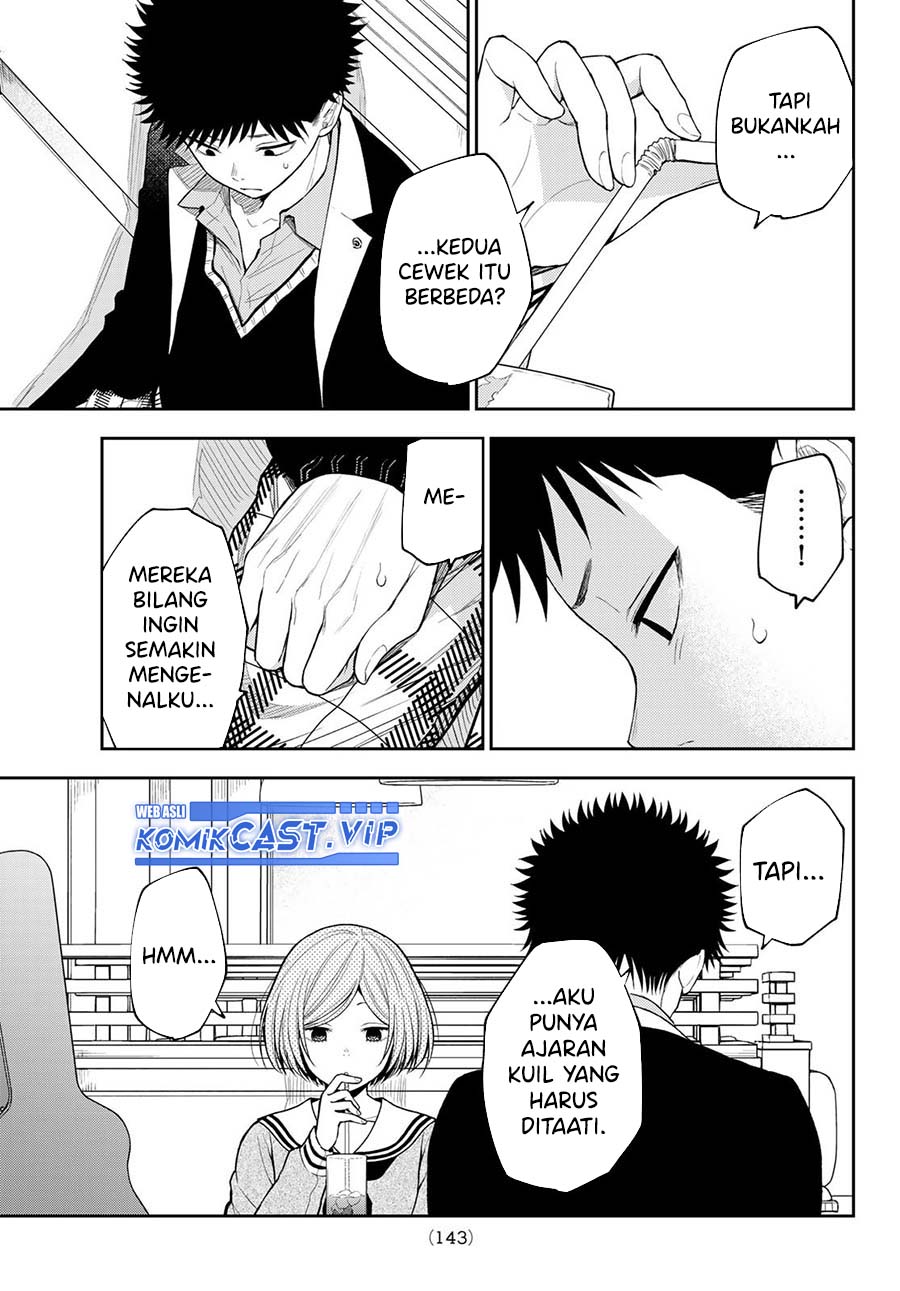 TAPI
BUKANKAH
...
...KEDUA
CEWEK ITU
BERBEDA?
........!
ME-
MEREKA
BILANG
INGIN
SEMAKIN
MENGE-
NALKU...
WEB ASLI
KOMIKCAST.VIP
TAPI...
...AKU
PUNYA
AJARAN
KUIL YANG
HARUS
DITAATI.
HMM...
(143)